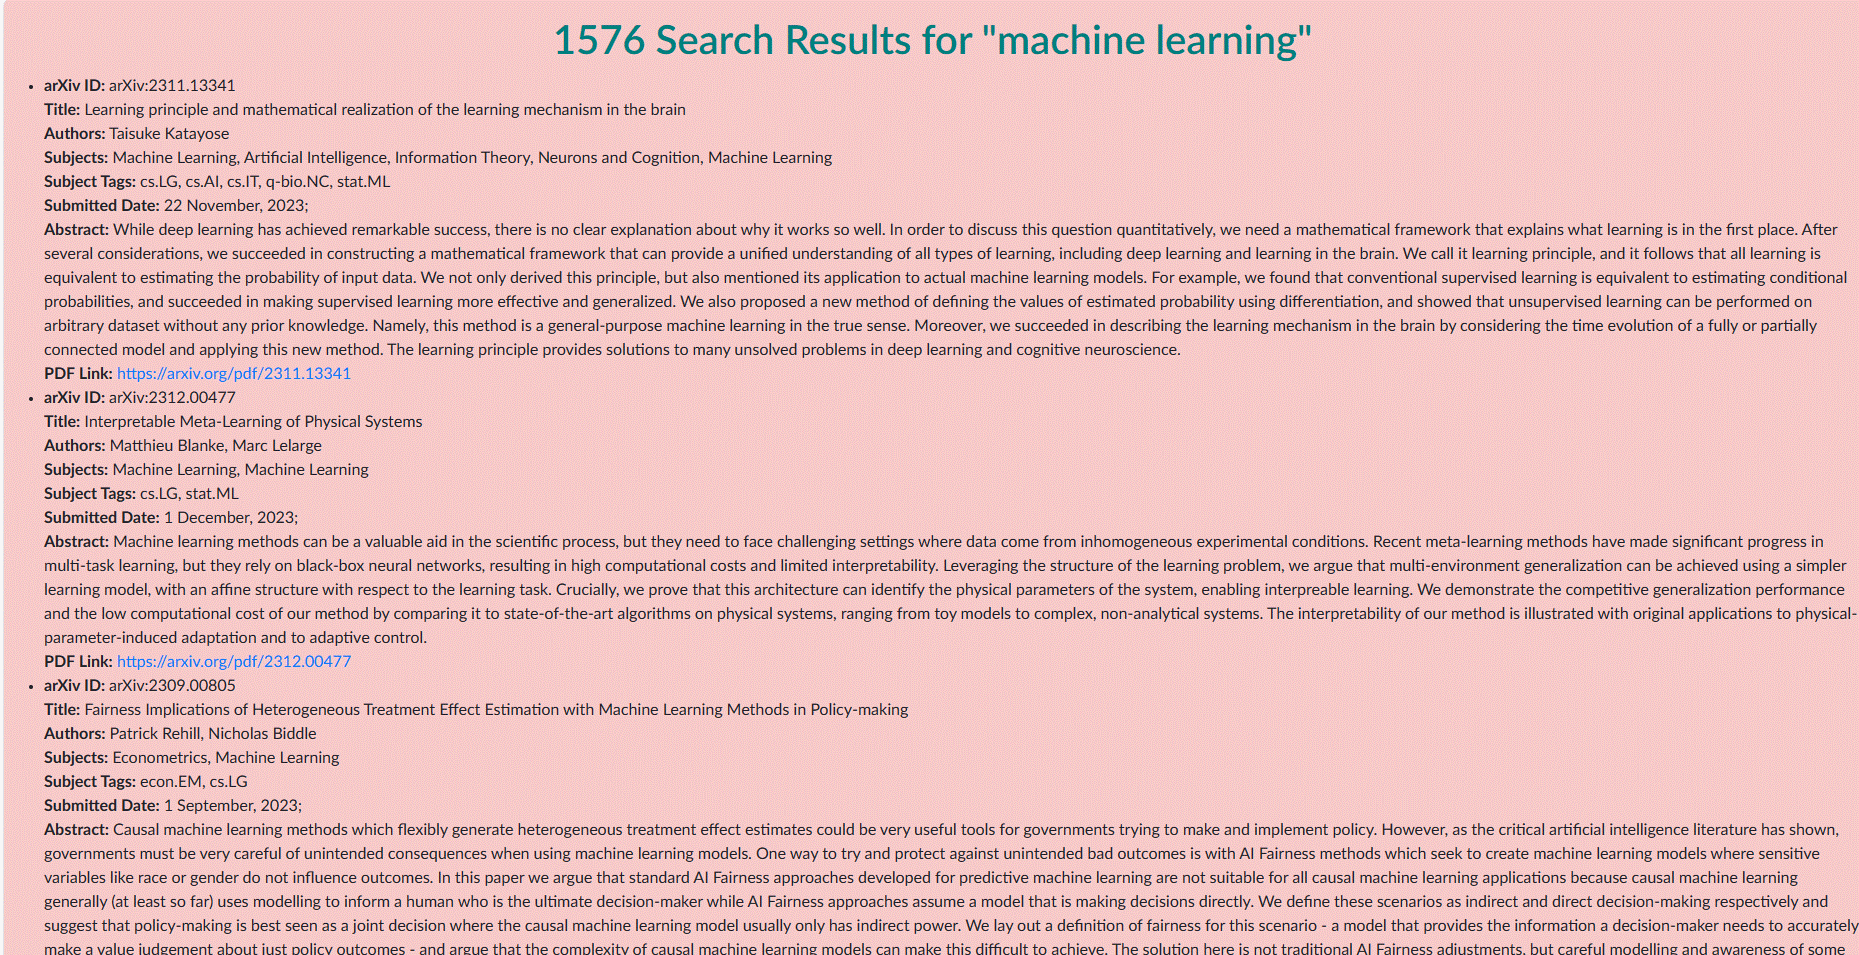 1576 Search Results for "machine learning"
• arXiv ID: arXiv:2311.13341
Title: Learning principle and mathematical realization of the learning mechanism in the brain
Authors: Taisuke Katayose
Subjects: Machine Learning, Artificial Intelligence, Information Theory, Neurons and Cognition, Machine Learning
Subject Tags: cs.LG, cs.AI, cs.IT, q-bio.NC, stat.ML
Submitted Date: 22 November, 2023;
Abstract: While deep learning has achieved remarkable success, there is no clear explanation about why it works so well. In order to discuss this question quantitatively, we need a mathematical framework that explains what learning is in the first place. After
several considerations, we succeeded in constructing a mathematical framework that can provide a unified understanding of all types of learning, including deep learning and learning in the brain. We call it learning principle, and it follows that all learning is
equivalent to estimating the probability of input data. We not only derived this principle, but also mentioned its application to actual machine learning models. For example, we found that conventional supervised learning is equivalent to estimating conditional
probabilities, and succeeded in making supervised learning more effective and generalized. We also proposed a new method of defining the values of estimated probability using differentiation, and showed that unsupervised learning can be performed on
arbitrary dataset without any prior knowledge. Namely, this method is a general-purpose machine learning in the true sense. Moreover, we succeeded in describing the learning mechanism in the brain by considering the time evolution of a fully or partially
connected model and applying this new method. The learning principle provides solutions to many unsolved problems in deep learning and cognitive neuroscience.
PDF Link: https://arxiv.org/pdf/2311.13341
• arXiv ID: arXiv:2312.00477
Title: Interpretable Meta-Learning of Physical Systems
Authors: Matthieu Blanke, Marc Lelarge
Subjects: Machine Learning, Machine Learning
Subject Tags: cs.LG, stat.ML
Submitted Date: 1 December, 2023;
Abstract: Machine learning methods can be a valuable aid in the scientific process, but they need to face challenging settings where data come from inhomogeneous experimental conditions. Recent meta-learning methods have made significant progress in
multi-task learning, but they rely on black-box neural networks, resulting in high computational costs and limited interpretability. Leveraging the structure of the learning problem, we argue that multi-environment generalization can be achieved using a simpler
learning model, with an affine structure with respect to the learning task. Crucially, we prove that this architecture can identify the physical parameters of the system, enabling interpreable learning. We demonstrate the competitive generalization performance
and the low computational cost of our method by comparing it to state-of-the-art algorithms on physical systems, ranging from toy models to complex, non-analytical systems. The interpretability of our method is illustrated with original applications to physical-
parameter-induced adaptation and to adaptive control.
PDF Link: https://arxiv.org/pdf/2312.00477
• arXiv ID: arXiv:2309.00805
Title: Fairness Implications of Heterogeneous Treatment Effect Estimation with Machine Learning Methods in Policy-making
Authors: Patrick Rehill, Nicholas Biddle
Subjects: Econometrics, Machine Learning
Subject Tags: econ.EM, cs.LG
Submitted Date: 1 September, 2023;
Abstract: Causal machine learning methods which flexibly generate heterogeneous treatment effect estimates could be very useful tools for governments trying to make and implement policy. However, as the critical artificial intelligence literature has shown,
governments must be very careful of unintended consequences when using machine learning models. One way to try and protect against unintended bad outcomes is with AI Fairness methods which seek to create machine learning models where sensitive
variables like race or gender do not influence outcomes. In this paper we argue that standard AI Fairness approaches developed for predictive machine learning are not suitable for all causal machine learning applications because causal machine learning
generally (at least so far) uses modelling to inform a human who is the ultimate decision-maker while AI Fairness approaches assume a model that is making decisions directly. We define these scenarios as indirect and direct decision-making respectively and
suggest that policy-making is best seen as a joint decision where the causal machine learning model usually only has indirect power. We lay out a definition of fairness for this scenario - a model that provides the information a decision-maker needs to accurately
make a value judgement about just policy outcomes - and argue that the complexity of causal machine learning models can make this difficult to achieve. The solution here is not traditional AI Fairness adjustments, but careful modelling and awareness of some